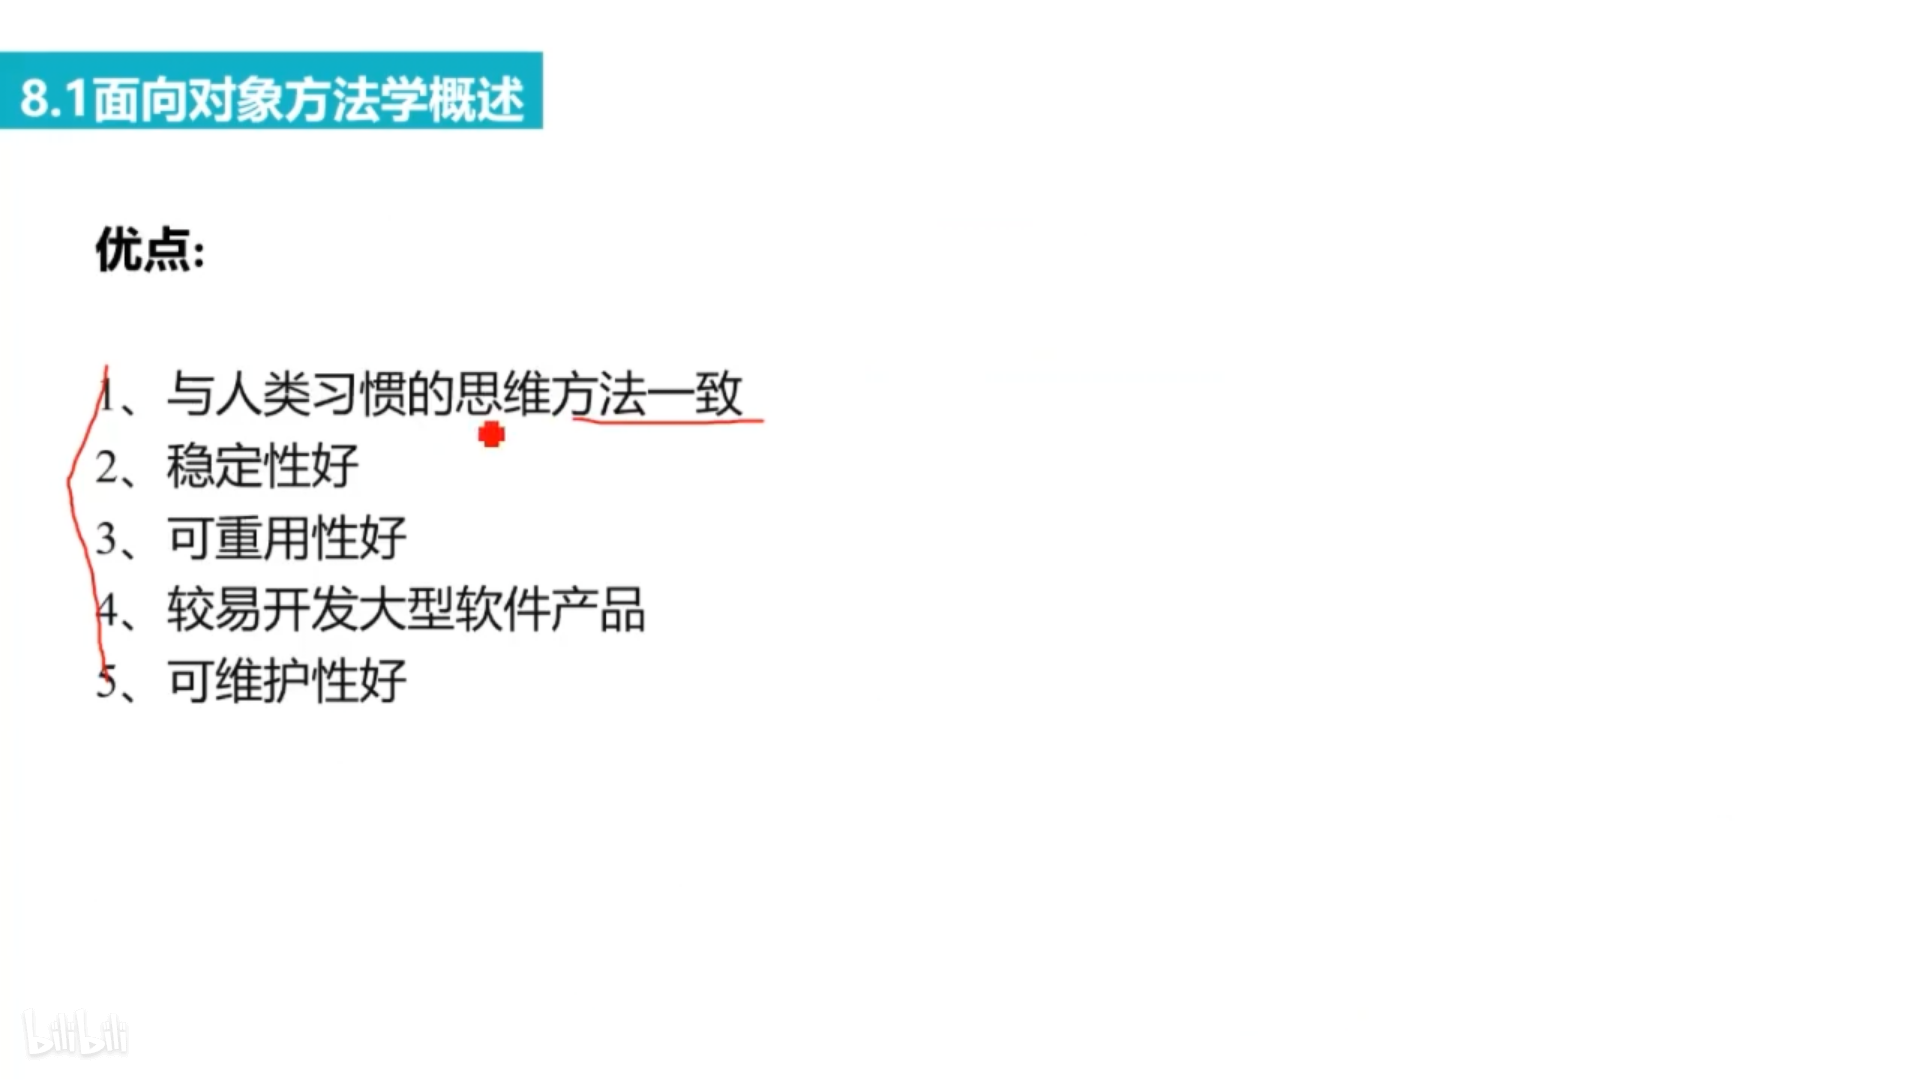 8.1面向对象方法学概述
优点:
1、与人类习惯的思维方法一致
2、稳定性好
3、可重用性好
4、较易开发大型软件产品
5、可维护性好
bilibili